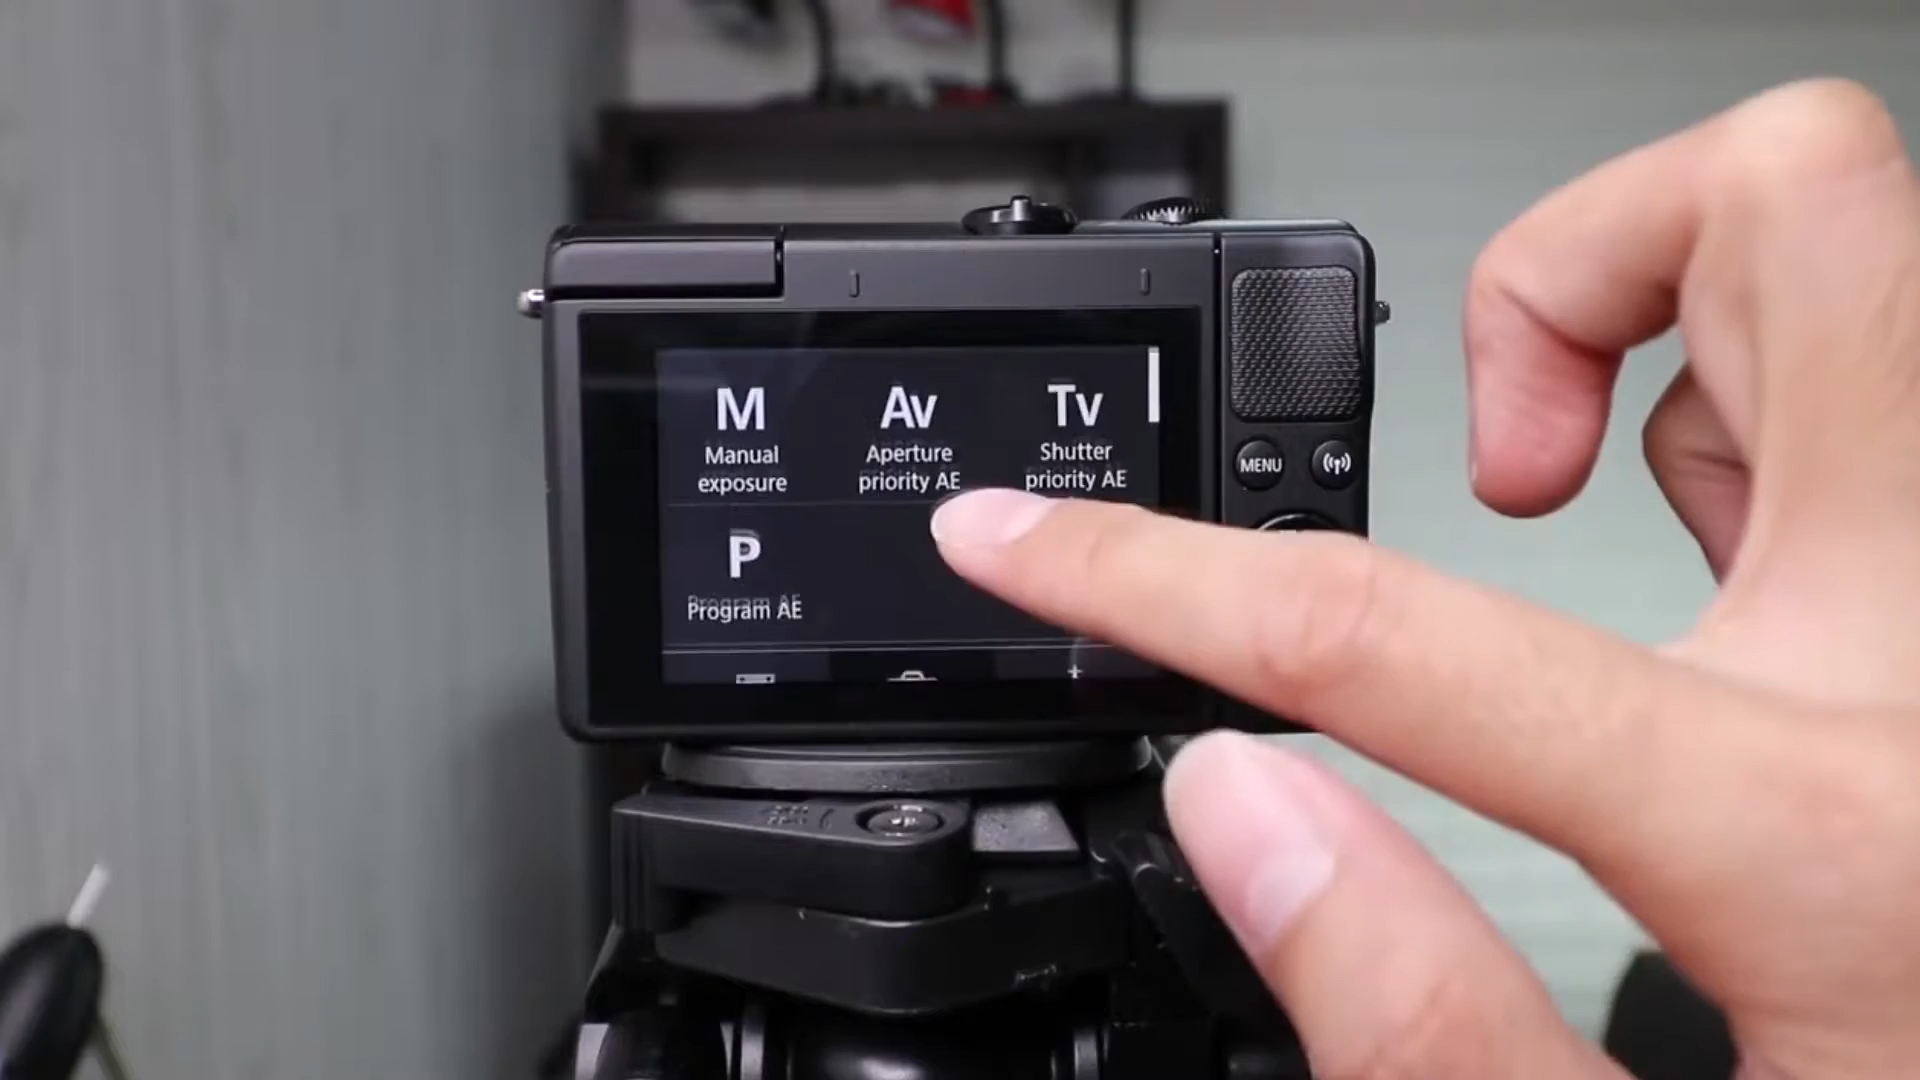 M
Av
Tv
Manual
exposure
Aperture
priority AE
Shutter
priority AE
P
Program AE
MENU